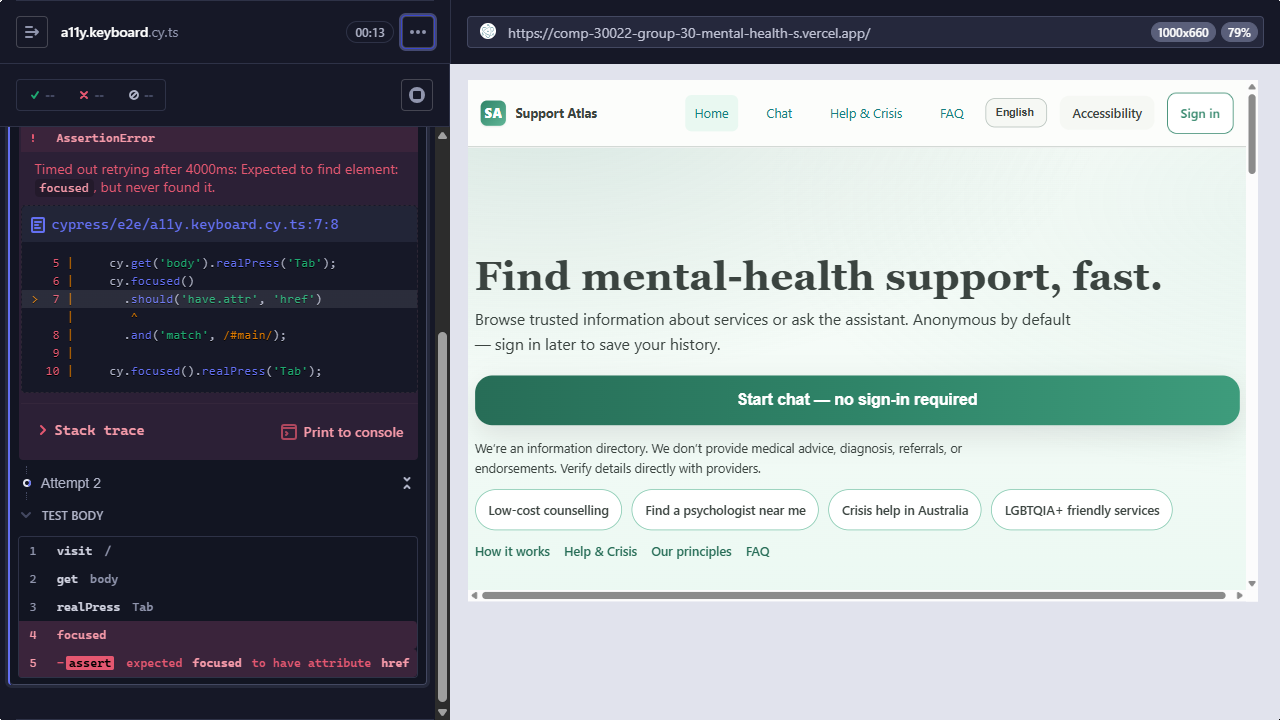 a11y.keyboard.cy.ts
00:13
-- -- --
! AssertionError
Timed out retrying after 4000ms: Expected to find element:
focused, but never found it.
cypress/e2e/a11y.keyboard.cy.ts:7:8
5 | cy.get('body').realPress('Tab');
6 | cy.focused()
> 7 | .should('have.attr', 'href')
| ^
8 | .and('match', /#main/);
9 |
10 | cy.focused().realPress('Tab');
Stack trace
Print to console
Attempt 2
TEST BODY
1 visit /
2 get body
3 realPress Tab
4 focused
5 -assert expected focused to have attribute href
https://comp-30022-group-30-mental-health-s.vercel.app/
1000x660
79%
SA Support Atlas
Home
Chat
Help & Crisis
FAQ
English
Accessibility
Sign in
Find mental-health support, fast.
Browse trusted information about services or ask the assistant. Anonymous by default
— sign in later to save your history.
Start chat — no sign-in required
We're an information directory. We don't provide medical advice, diagnosis, referrals, or
endorsements. Verify details directly with providers.
Low-cost counselling
Find a psychologist near me
Crisis help in Australia
LGBTQIA+ friendly services
How it works
Help & Crisis
Our principles
FAQ